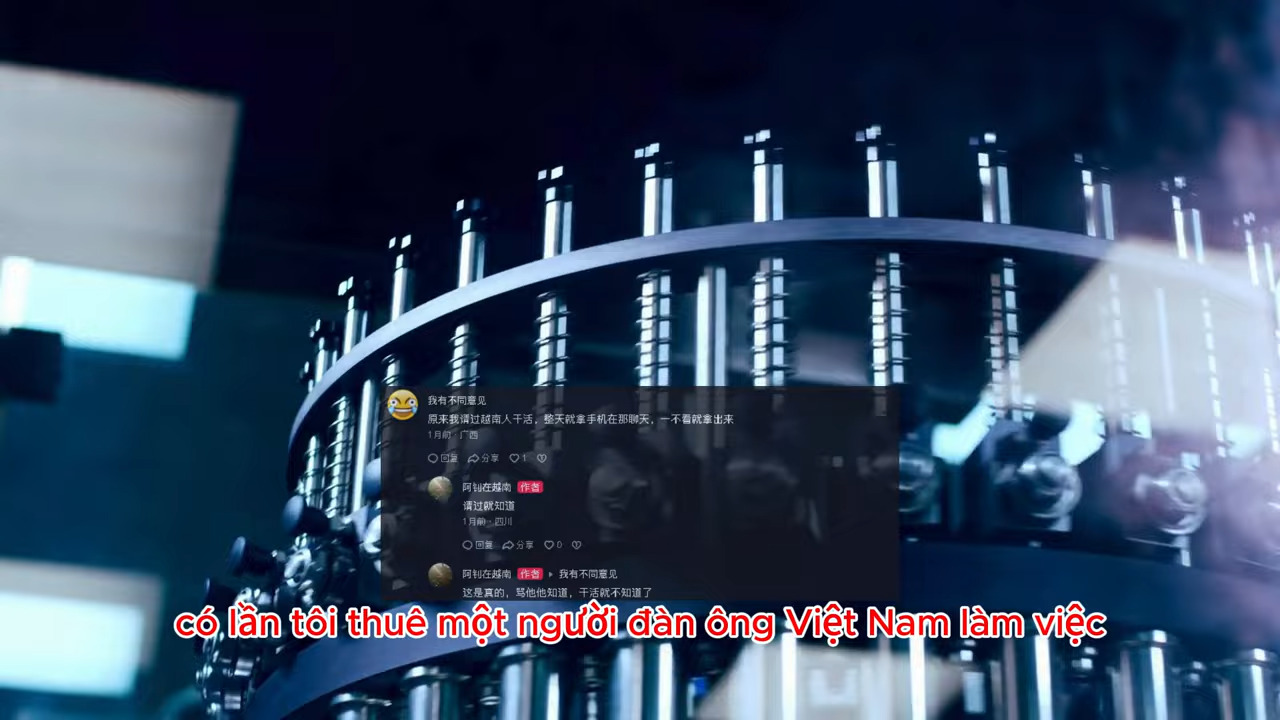 我有不同意见
原来我请过越南人干活，整天就拿手机在那聊天，一不看就拿出来
1月前 · 广西
回复 分享 1
阿钊在越南 作者
请过就知道
1月前 · 四川
回复 分享 0
阿钊在越南 作者 ▸ 我有不同意见
这是真的，骂他他知道，干活就不知道了
có lần tôi thuê một người đàn ông Việt Nam làm việc